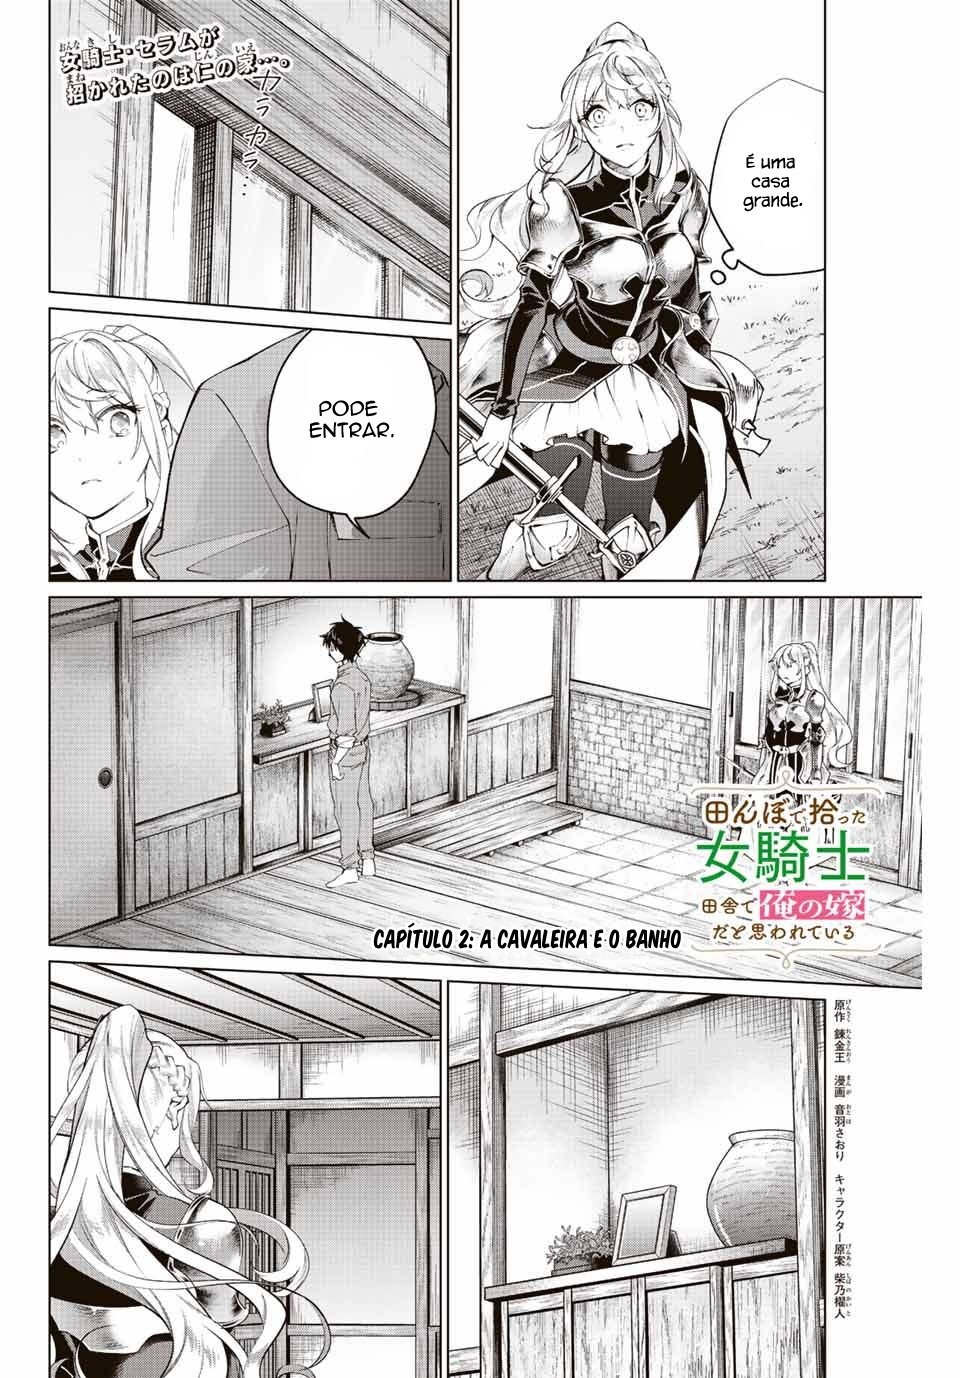 女騎士・セラムが
招かれたのは仁の家…。
カラカラ…
É uma
casa
grande.
PODE
ENTRAR.
田んぼで拾った
女騎士
田舎で俺の嫁
だと思われている
CAPÍTULO 2: A CAVALEIRA E O BANHO
原作 錬金王　漫画 音羽さおり　キャラクター原案 柴乃櫂人